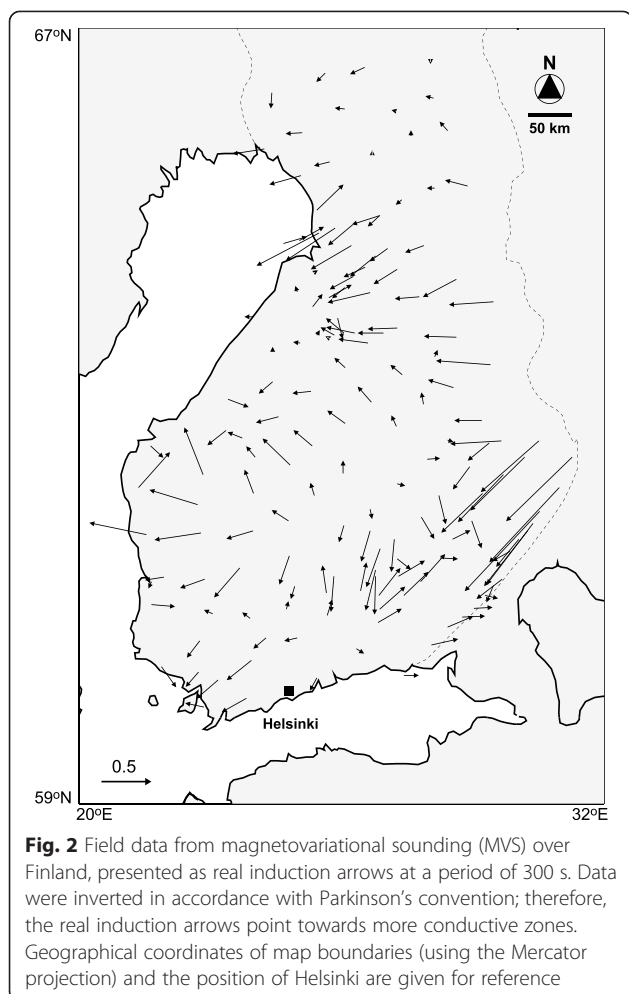 67ºN
N
50 km
Helsinki
0.5
59ºN
20ºE
32ºE
Fig. 2 Field data from magnetovariational sounding (MVS) over
Finland, presented as real induction arrows at a period of 300 s. Data
were inverted in accordance with Parkinson's convention; therefore,
the real induction arrows point towards more conductive zones.
Geographical coordinates of map boundaries (using the Mercator
projection) and the position of Helsinki are given for reference